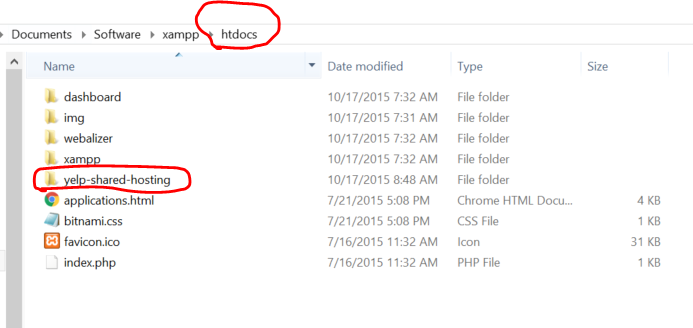 Documents Software xampp htdocs
Name Date modified Type Size
dashboard 10/17/2015 7:32 AM File folder
img 10/17/2015 7:31 AM File folder
webalizer 10/17/2015 7:32 AM File folder
xampp 10/17/2015 7:32 AM File folder
yelp-shared-hosting 10/17/2015 8:48 AM File folder
applications.html 7/21/2015 5:08 PM Chrome HTML Docu... 4 KB
bitnami.css 7/21/2015 5:08 PM CSS File 1 KB
favicon.ico 7/16/2015 11:32 AM Icon 31 KB
index.php 7/16/2015 11:32 AM PHP File 1 KB